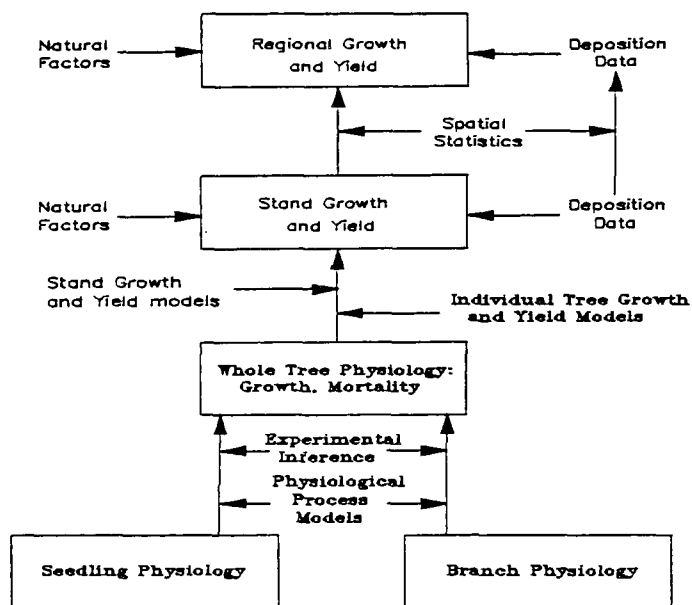 Natural
Factors
Regional Growth
and Yield
Deposition
Data
Spatial
Statistics
Natural
Factors
Stand Growth
and Yield
Deposition
Data
Stand Growth
and Yield models
Individual Tree Growth
and Yield Models
Whole Tree Physiology:
Growth, Mortality
Experimental
Inference
Physiological
Process
Models
Seedling Physiology
Branch Physiology